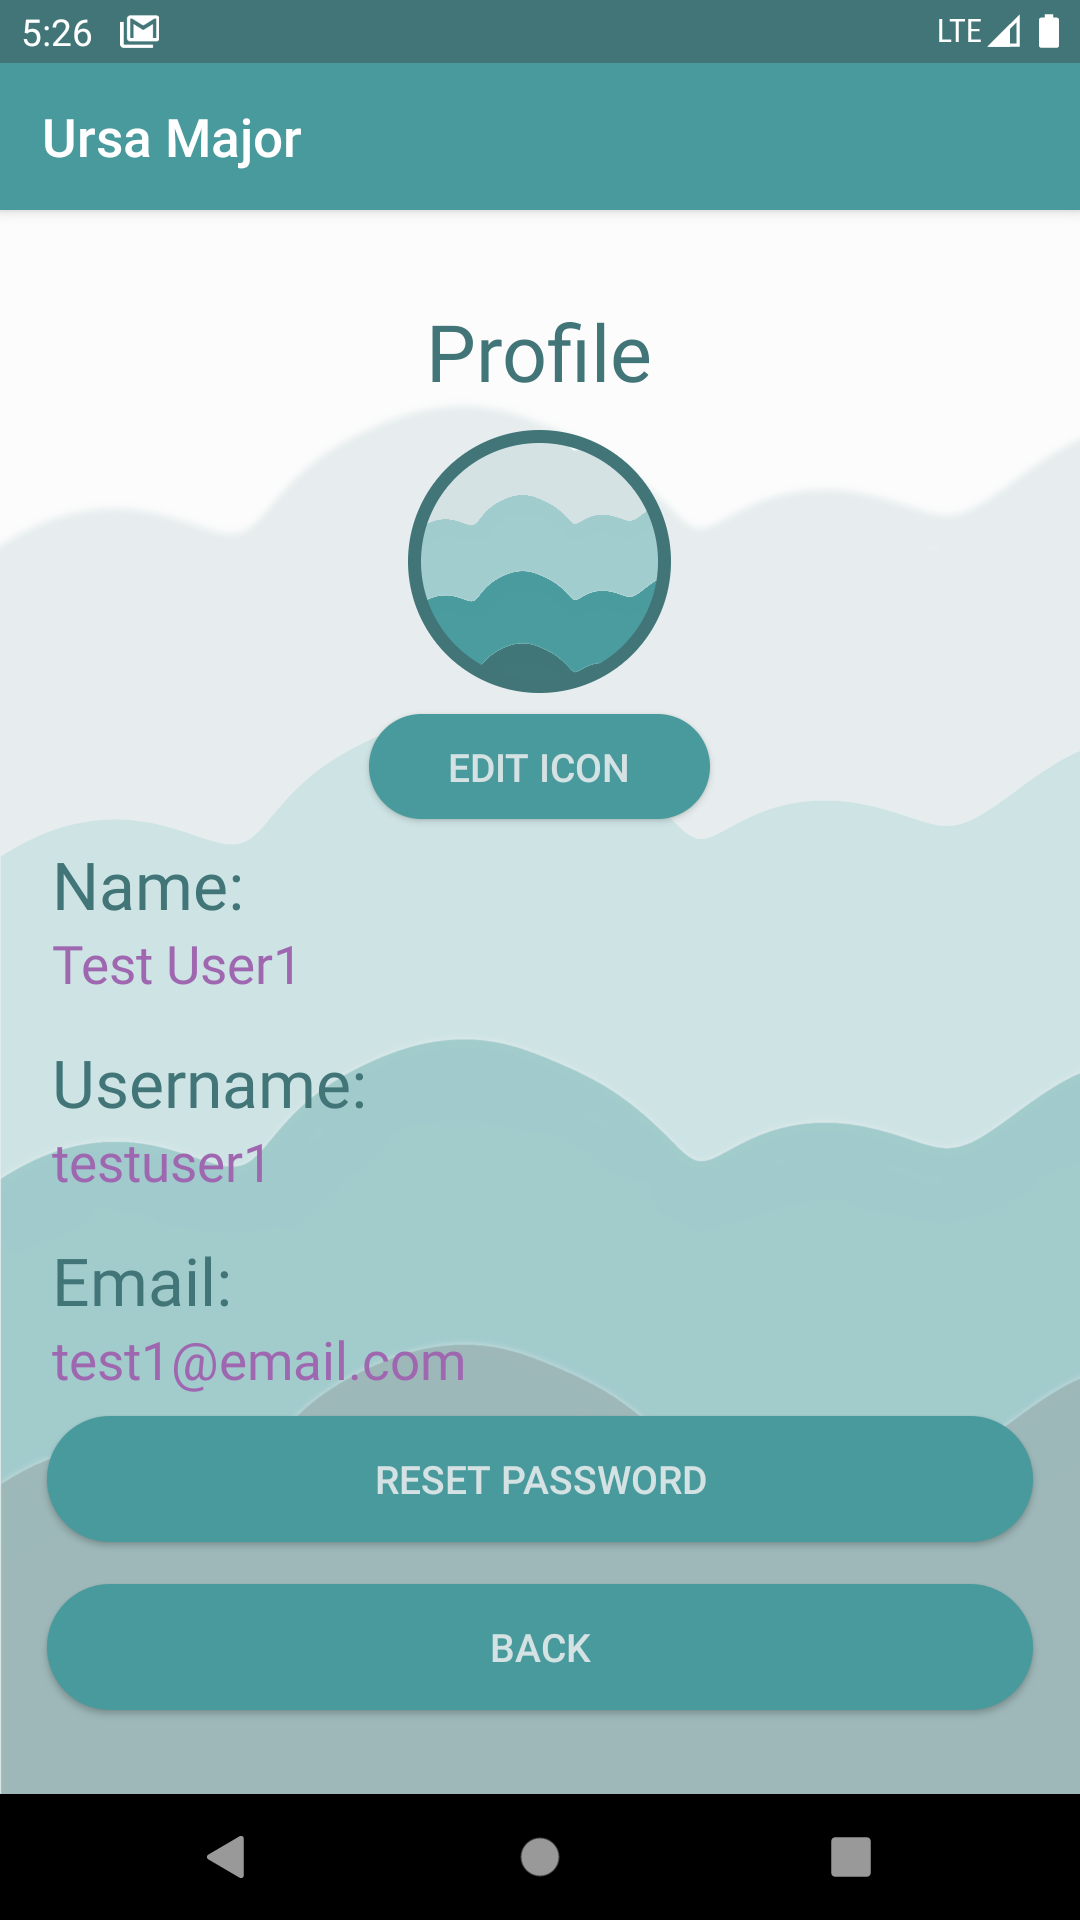 5:26 LTE
Ursa Major
Profile
EDIT ICON
Name:
Test User1
Username:
testuser1
Email:
test1@email.com
RESET PASSWORD
BACK